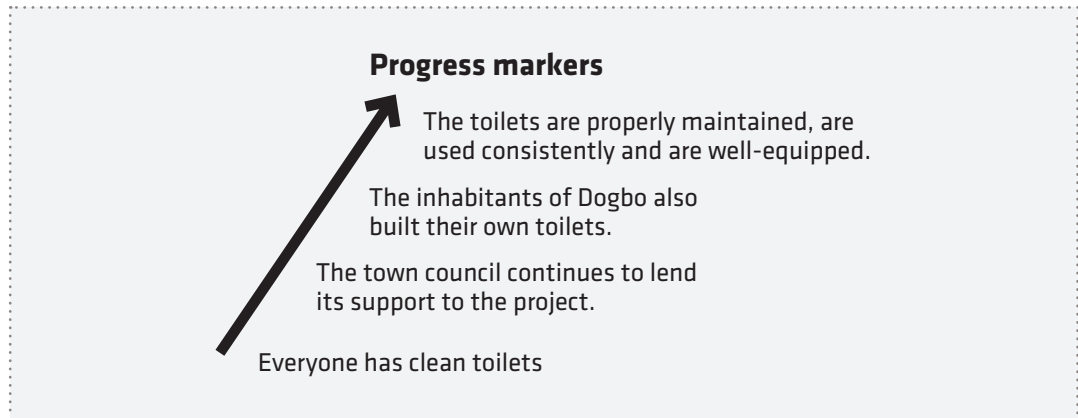 Progress markers
The toilets are properly maintained, are
used consistently and are well-equipped.
The inhabitants of Dogbo also
built their own toilets.
The town council continues to lend
its support to the project.
Everyone has clean toilets